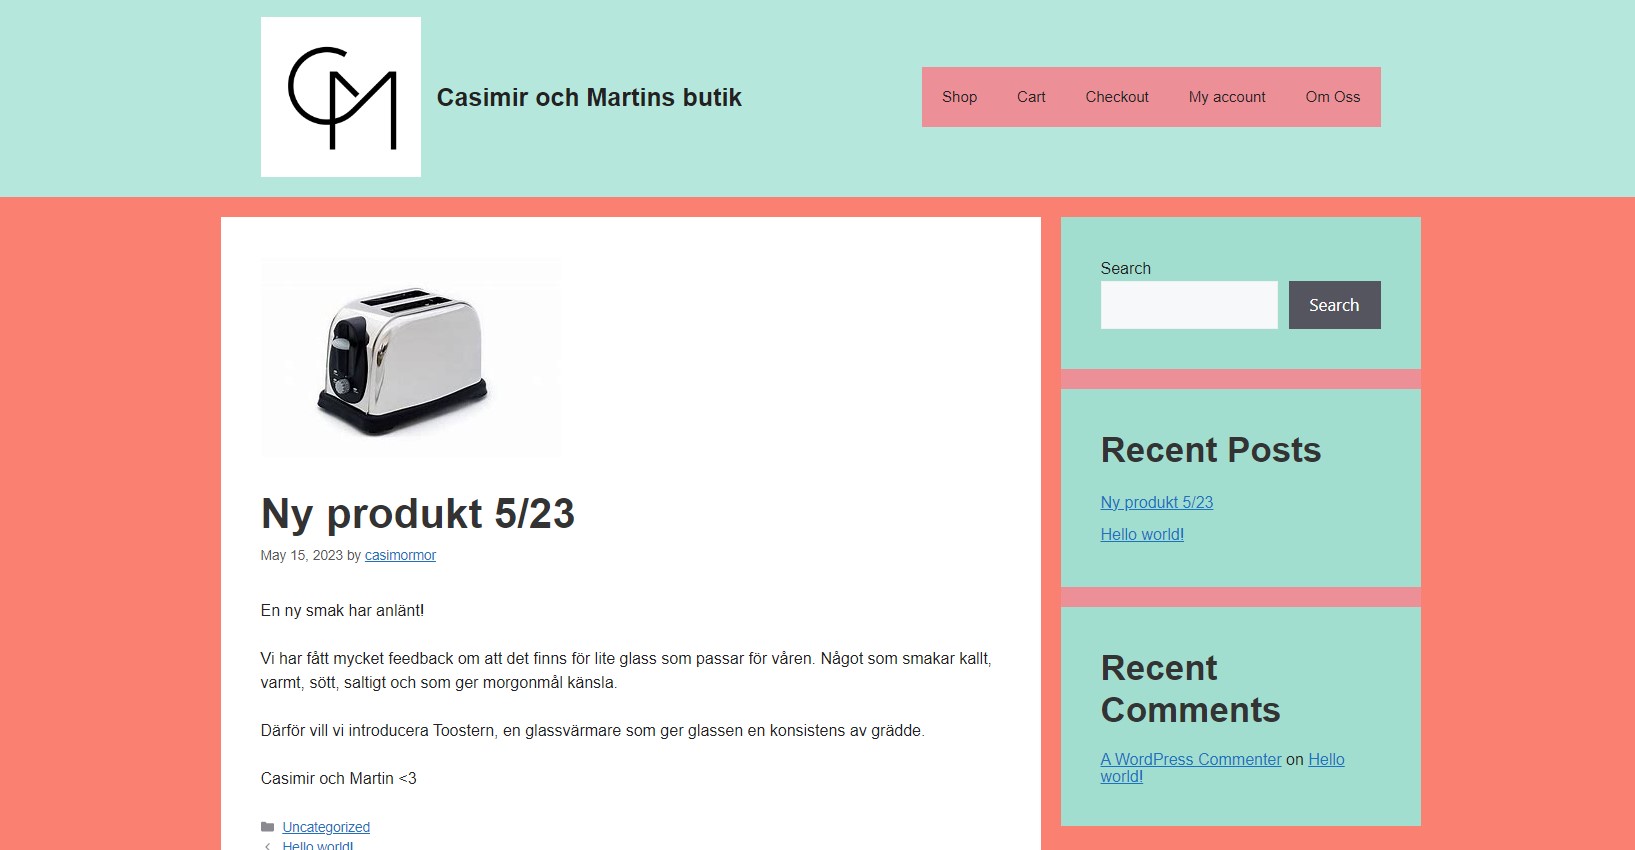 CM
Casimir och Martins butik
Shop Cart Checkout My account Om Oss
Ny produkt 5/23
May 15, 2023 by casimormor
En ny smak har anlänt!
Vi har fått mycket feedback om att det finns för lite glass som passar för våren. Något som smakar kallt,
varmt, sött, saltigt och som ger morgonmål känsla.
Därför vill vi introducera Toostern, en glassvärmare som ger glassen en konsistens av grädde.
Casimir och Martin <3
Uncategorized
Hello world!
Search
Search
Recent Posts
Ny produkt 5/23
Hello world!
Recent
Comments
A WordPress Commenter on Hello
world!